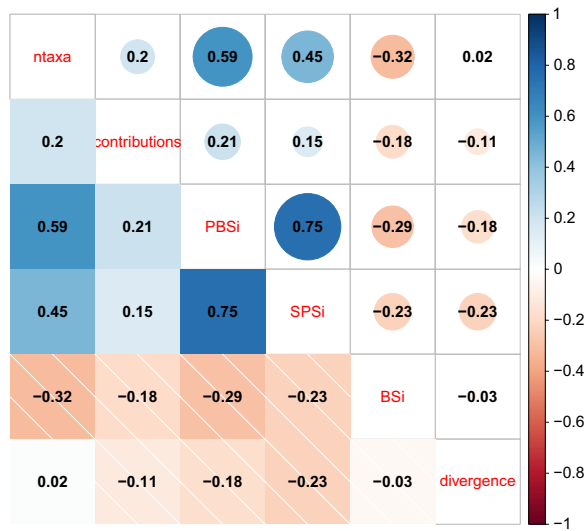 1
ntaxa 0.2 0.59 0.45 −0.32 0.02
0.8
0.2 contributions 0.21 0.15 −0.18 −0.11
0.6
0.4
0.59 0.21 PBSi 0.75 −0.29 −0.18
0.2
0
0.45 0.15 0.75 SPSi −0.23 −0.23
−0.2
−0.4
−0.32 −0.18 −0.29 −0.23 BSi −0.03
−0.6
−0.8
0.02 −0.11 −0.18 −0.23 −0.03 divergence
−1